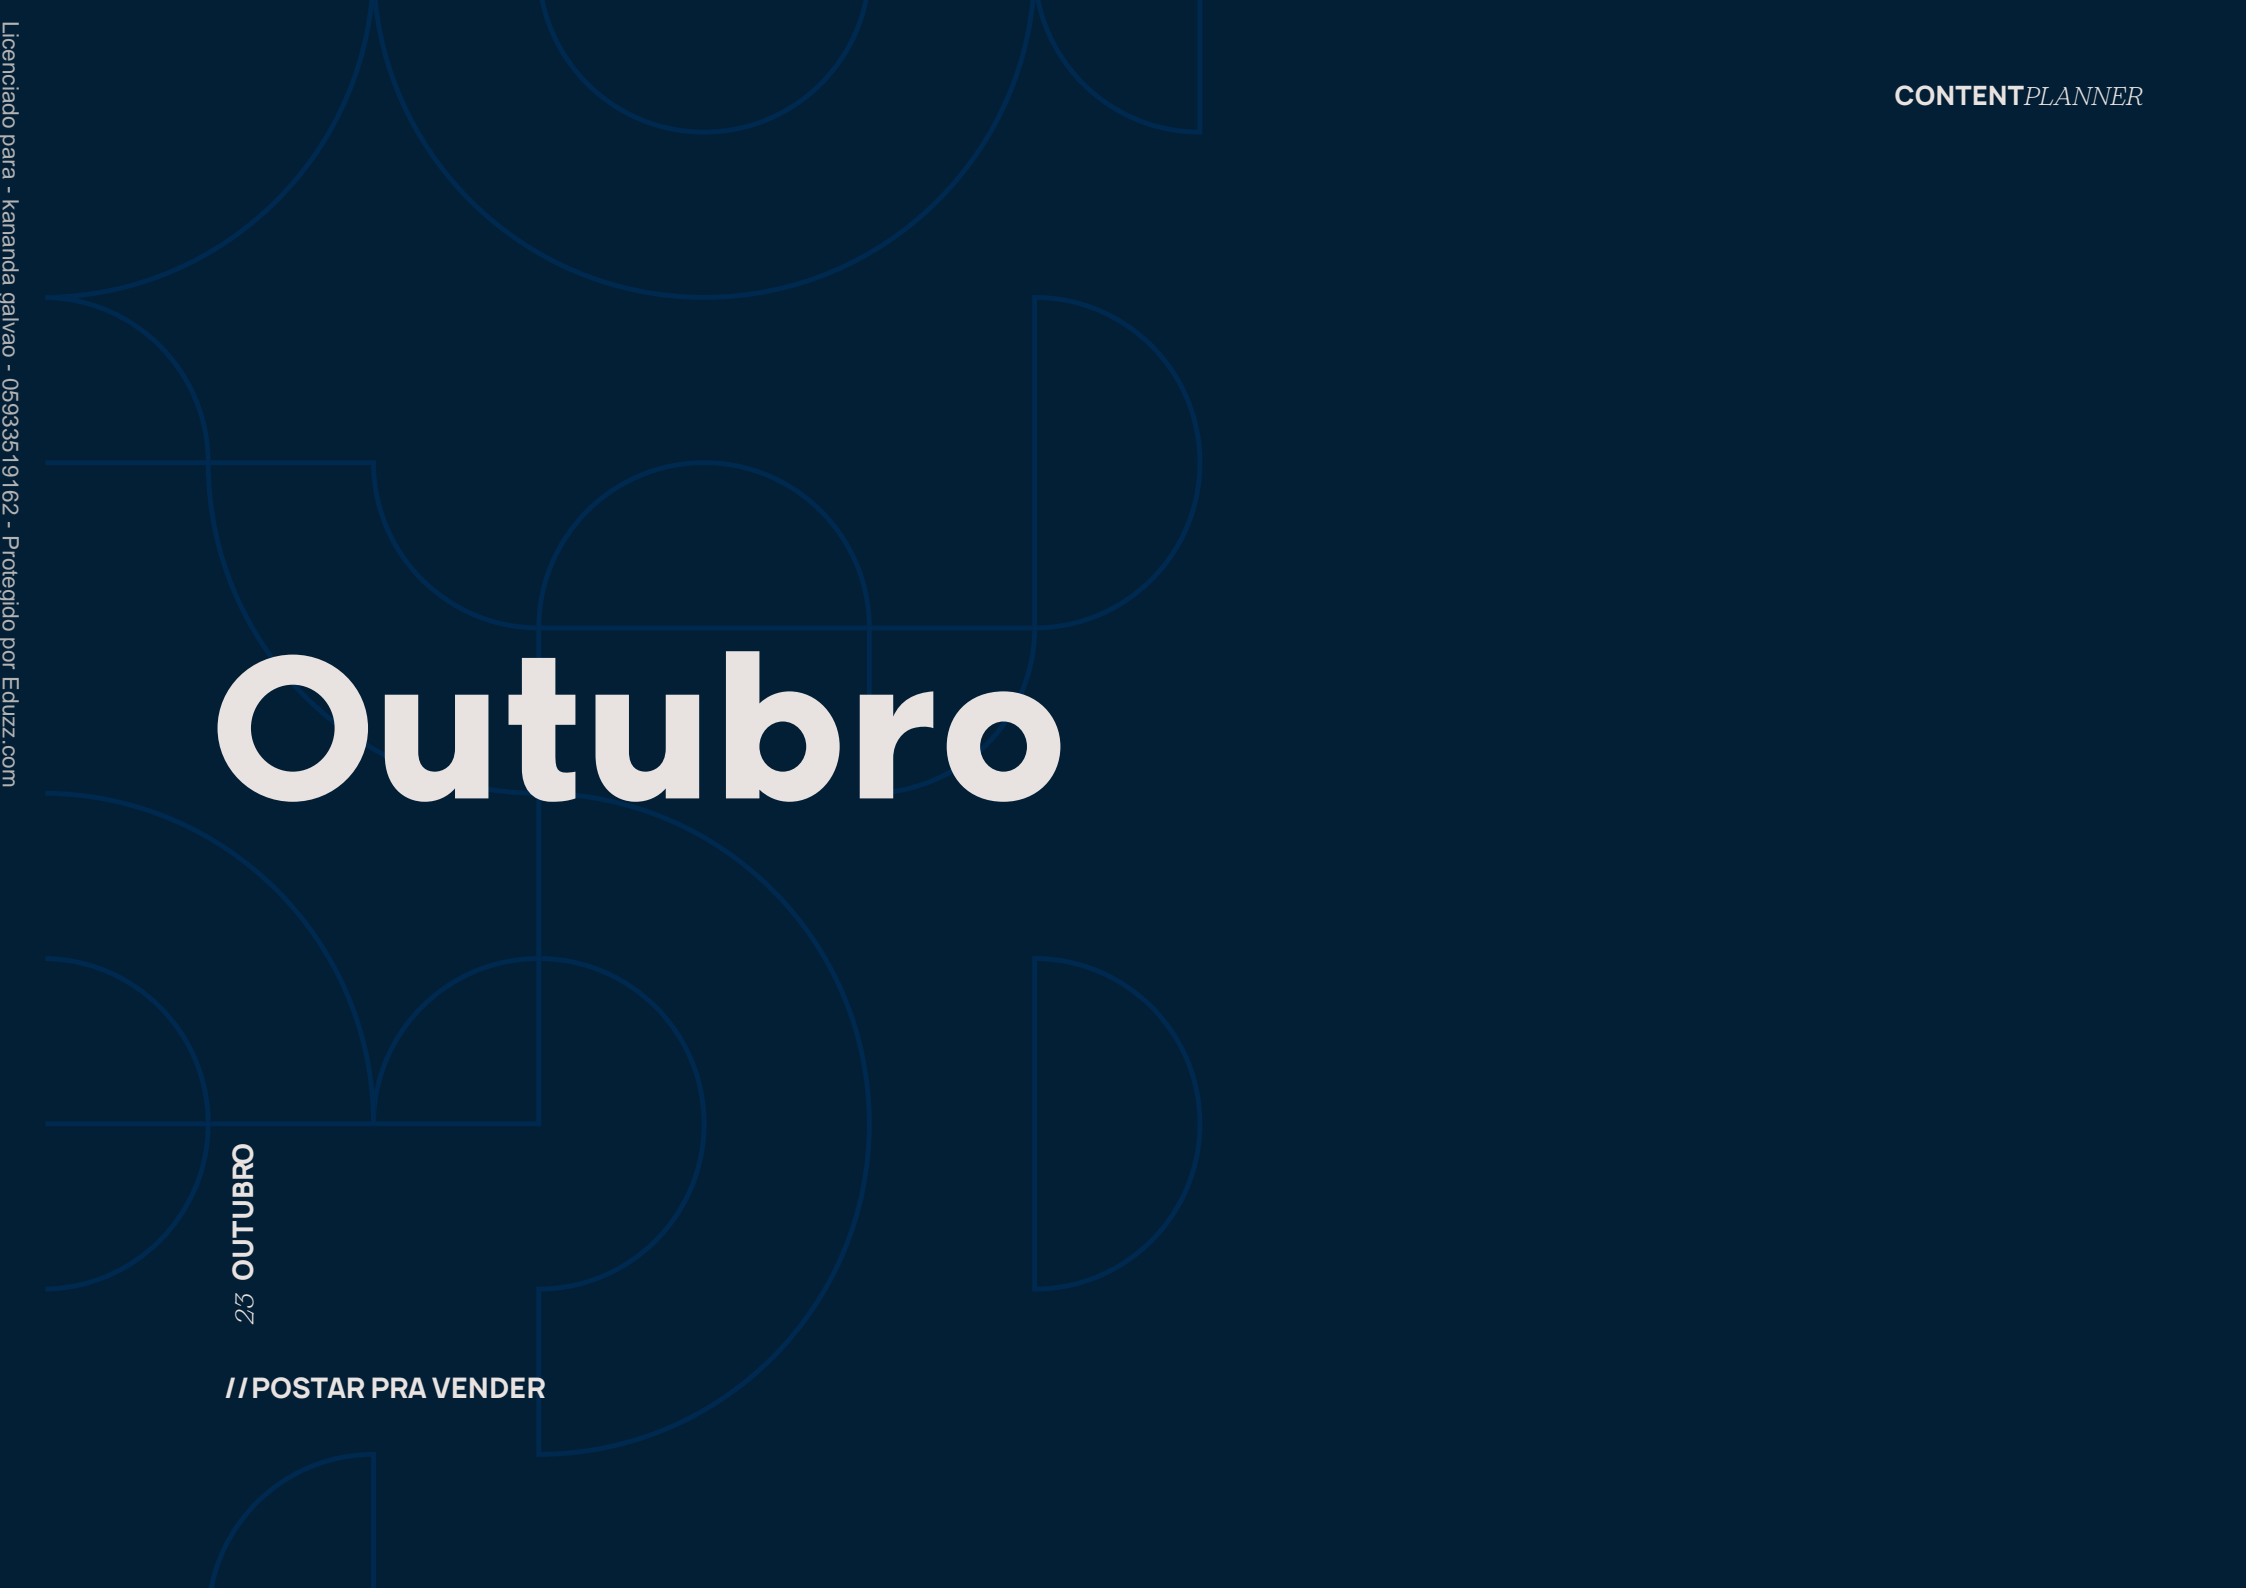 Licenciado para - kananda galvao - 05933519162 - Protegido por Eduzz.com
CONTENTPLANNER
Outubro
23 OUTUBRO
//POSTAR PRA VENDER